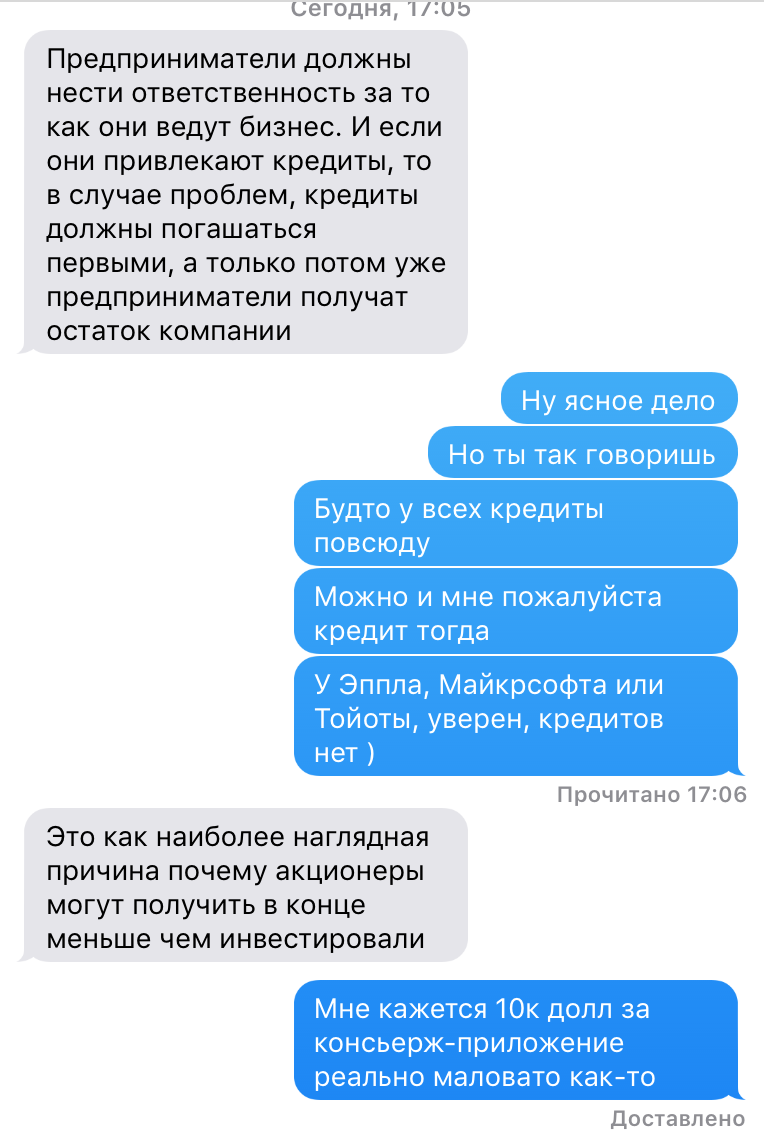 Сегодня, 17:05
Предприниматели должны
нести ответственность за то
как они ведут бизнес. И если
они привлекают кредиты, то
в случае проблем, кредиты
должны погашаться
первыми, а только потом уже
предприниматели получат
остаток компании
Ну ясное дело
Но ты так говоришь
Будто у всех кредиты
повсюду
Можно и мне пожалуйста
кредит тогда
У Эппла, Майкрсофта или
Тойоты, уверен, кредитов
нет )
Прочитано 17:06
Это как наиболее наглядная
причина почему акционеры
могут получить в конце
меньше чем инвестировали
Мне кажется 10к долл за
консьерж-приложение
реально маловато как-то
Доставлено